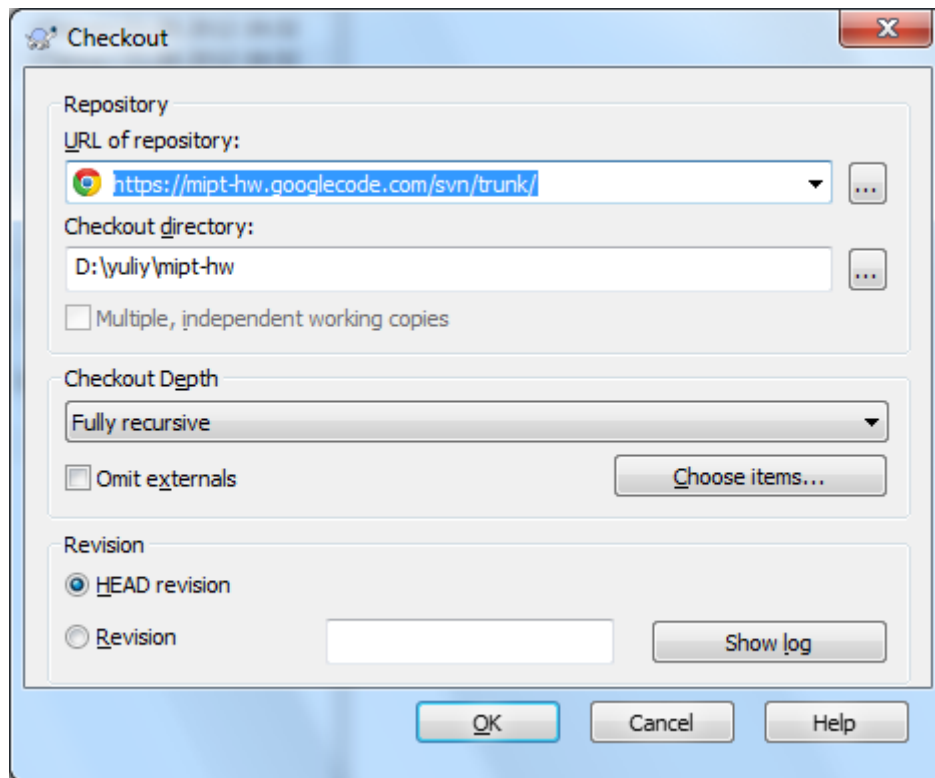 Checkout
Repository
URL of repository:
https://mipt-hw.googlecode.com/svn/trunk/
...
Checkout directory:
D:\yuliy\mipt-hw
...
Multiple, independent working copies
Checkout Depth
Fully recursive
Omit externals
Choose items...
Revision
HEAD revision
Revision
Show log
OK
Cancel
Help